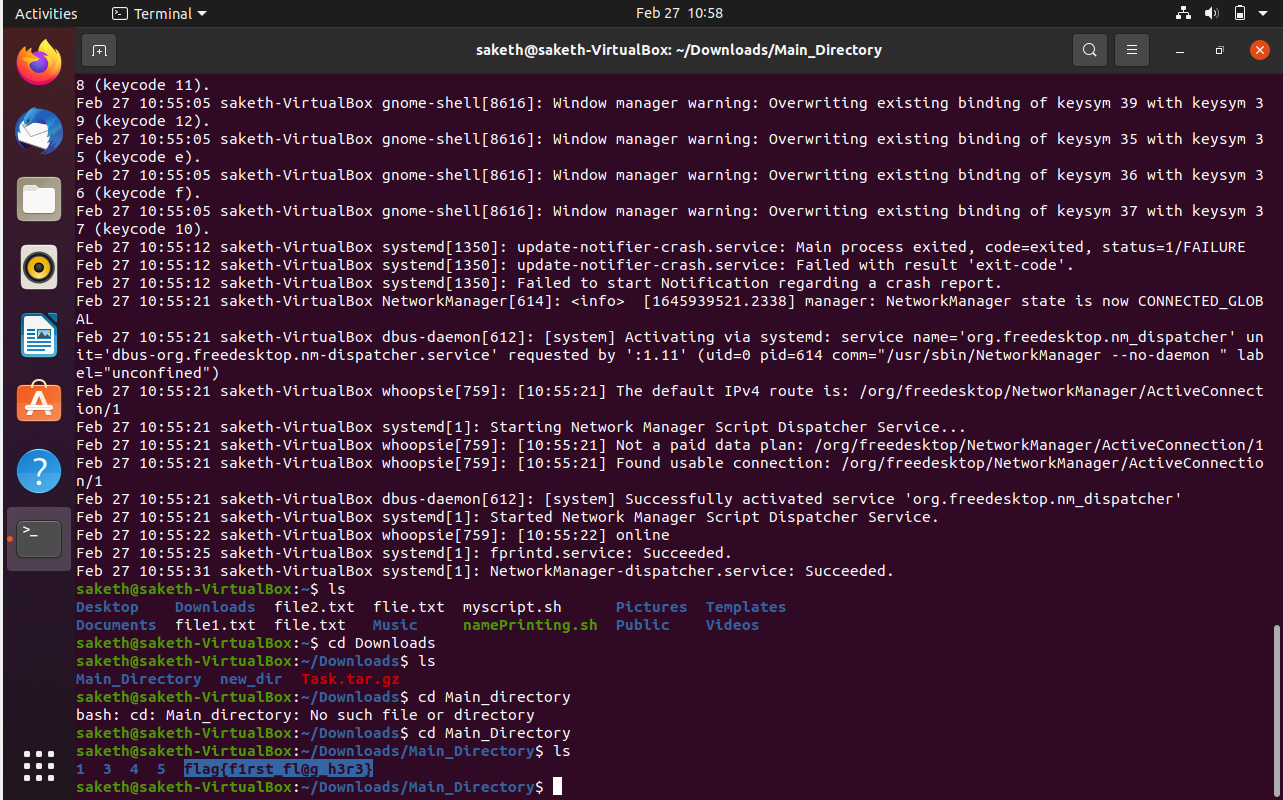 Activities Terminal Feb 27 10:58
saketh@saketh-VirtualBox: ~/Downloads/Main_Directory
8 (keycode 11).
Feb 27 10:55:05 saketh-VirtualBox gnome-shell[8616]: Window manager warning: Overwriting existing binding of keysym 39 with keysym 3
9 (keycode 12).
Feb 27 10:55:05 saketh-VirtualBox gnome-shell[8616]: Window manager warning: Overwriting existing binding of keysym 35 with keysym 3
5 (keycode e).
Feb 27 10:55:05 saketh-VirtualBox gnome-shell[8616]: Window manager warning: Overwriting existing binding of keysym 36 with keysym 3
6 (keycode f).
Feb 27 10:55:05 saketh-VirtualBox gnome-shell[8616]: Window manager warning: Overwriting existing binding of keysym 37 with keysym 3
7 (keycode 10).
Feb 27 10:55:12 saketh-VirtualBox systemd[1350]: update-notifier-crash.service: Main process exited, code=exited, status=1/FAILURE
Feb 27 10:55:12 saketh-VirtualBox systemd[1350]: update-notifier-crash.service: Failed with result 'exit-code'.
Feb 27 10:55:12 saketh-VirtualBox systemd[1350]: Failed to start Notification regarding a crash report.
Feb 27 10:55:21 saketh-VirtualBox NetworkManager[614]: <info>  [1645939521.2338] manager: NetworkManager state is now CONNECTED_GLOB
AL
Feb 27 10:55:21 saketh-VirtualBox dbus-daemon[612]: [system] Activating via systemd: service name='org.freedesktop.nm_dispatcher' un
it='dbus-org.freedesktop.nm-dispatcher.service' requested by ':1.11' (uid=0 pid=614 comm="/usr/sbin/NetworkManager --no-daemon " lab
el="unconfined")
Feb 27 10:55:21 saketh-VirtualBox whoopsie[759]: [10:55:21] The default IPv4 route is: /org/freedesktop/NetworkManager/ActiveConnect
ion/1
Feb 27 10:55:21 saketh-VirtualBox systemd[1]: Starting Network Manager Script Dispatcher Service...
Feb 27 10:55:21 saketh-VirtualBox whoopsie[759]: [10:55:21] Not a paid data plan: /org/freedesktop/NetworkManager/ActiveConnection/1
Feb 27 10:55:21 saketh-VirtualBox whoopsie[759]: [10:55:21] Found usable connection: /org/freedesktop/NetworkManager/ActiveConnectio
n/1
Feb 27 10:55:21 saketh-VirtualBox dbus-daemon[612]: [system] Successfully activated service 'org.freedesktop.nm_dispatcher'
Feb 27 10:55:21 saketh-VirtualBox systemd[1]: Started Network Manager Script Dispatcher Service.
Feb 27 10:55:22 saketh-VirtualBox whoopsie[759]: [10:55:22] online
Feb 27 10:55:25 saketh-VirtualBox systemd[1]: fprintd.service: Succeeded.
Feb 27 10:55:31 saketh-VirtualBox systemd[1]: NetworkManager-dispatcher.service: Succeeded.
saketh@saketh-VirtualBox:~$ ls
Desktop    Downloads  file2.txt  flie.txt  myscript.sh      Pictures  Templates
Documents  file1.txt  file.txt   Music     namePrinting.sh  Public    Videos
saketh@saketh-VirtualBox:~$ cd Downloads
saketh@saketh-VirtualBox:~/Downloads$ ls
Main_Directory  new_dir  Task.tar.gz
saketh@saketh-VirtualBox:~/Downloads$ cd Main_directory
bash: cd: Main_directory: No such file or directory
saketh@saketh-VirtualBox:~/Downloads$ cd Main_Directory
saketh@saketh-VirtualBox:~/Downloads/Main_Directory$ ls
1  3  4  5  flag{f1rst_fl@g_h3r3}
saketh@saketh-VirtualBox:~/Downloads/Main_Directory$